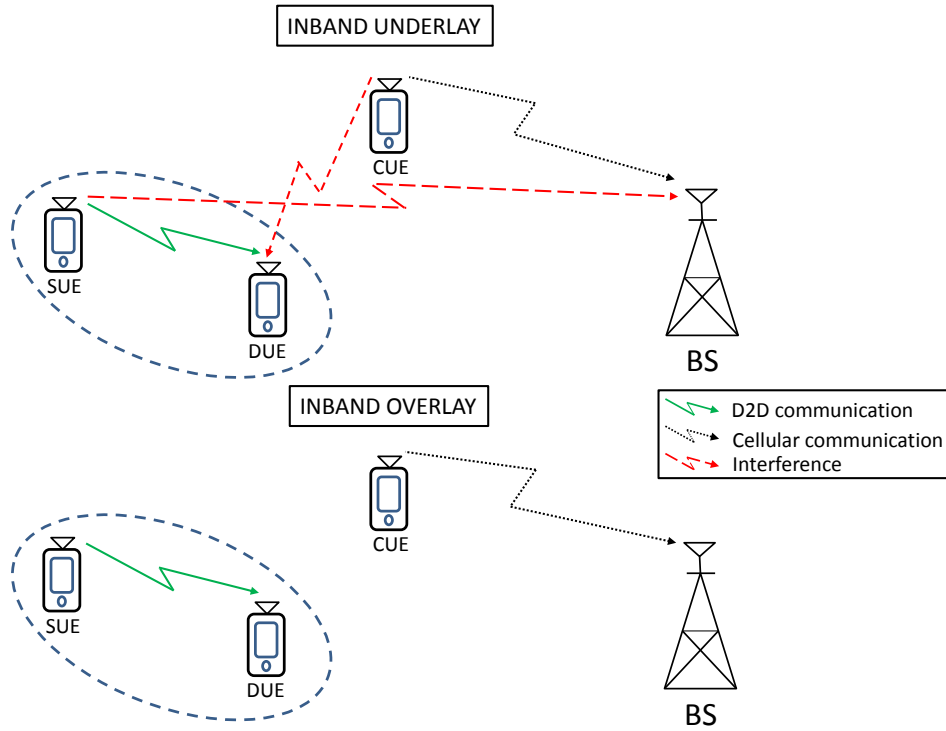 INBAND UNDERLAY
CUE
SUE
DUE
BS
INBAND OVERLAY
D2D communication
Cellular communication
Interference
CUE
SUE
DUE
BS